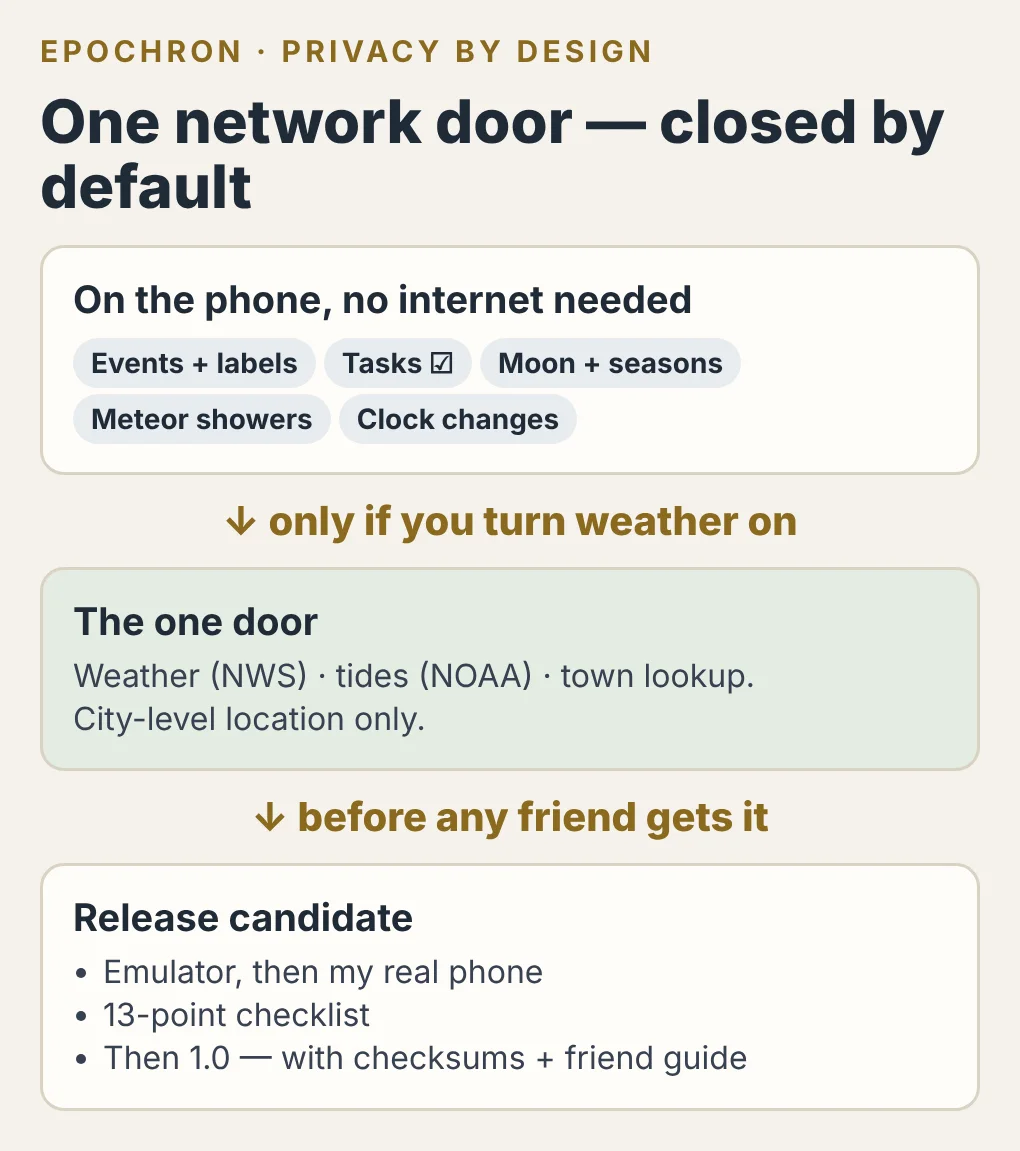 EPOCHRON · PRIVACY BY DESIGN
One network door — closed by
default
On the phone, no internet needed
Events + labels Tasks ☑ Moon + seasons
Meteor showers Clock changes
↓ only if you turn weather on
The one door
Weather (NWS) · tides (NOAA) · town lookup.
City-level location only.
↓ before any friend gets it
Release candidate
• Emulator, then my real phone
• 13-point checklist
• Then 1.0 — with checksums + friend guide